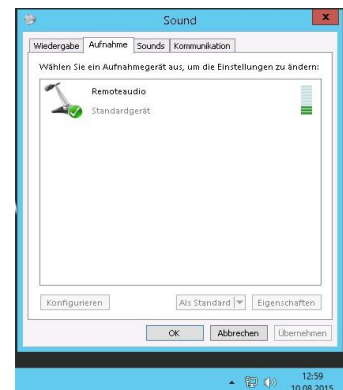 Sound
Wiedergabe Aufnahme Sounds Kommunikation
Wählen Sie ein Aufnahmegerät aus, um die Einstellungen zu ändern:
Remoteaudio
Standardgerät
Konfigurieren Als Standard Eigenschaften
OK Abbrechen Übernehmen
12:59
10.08.2015